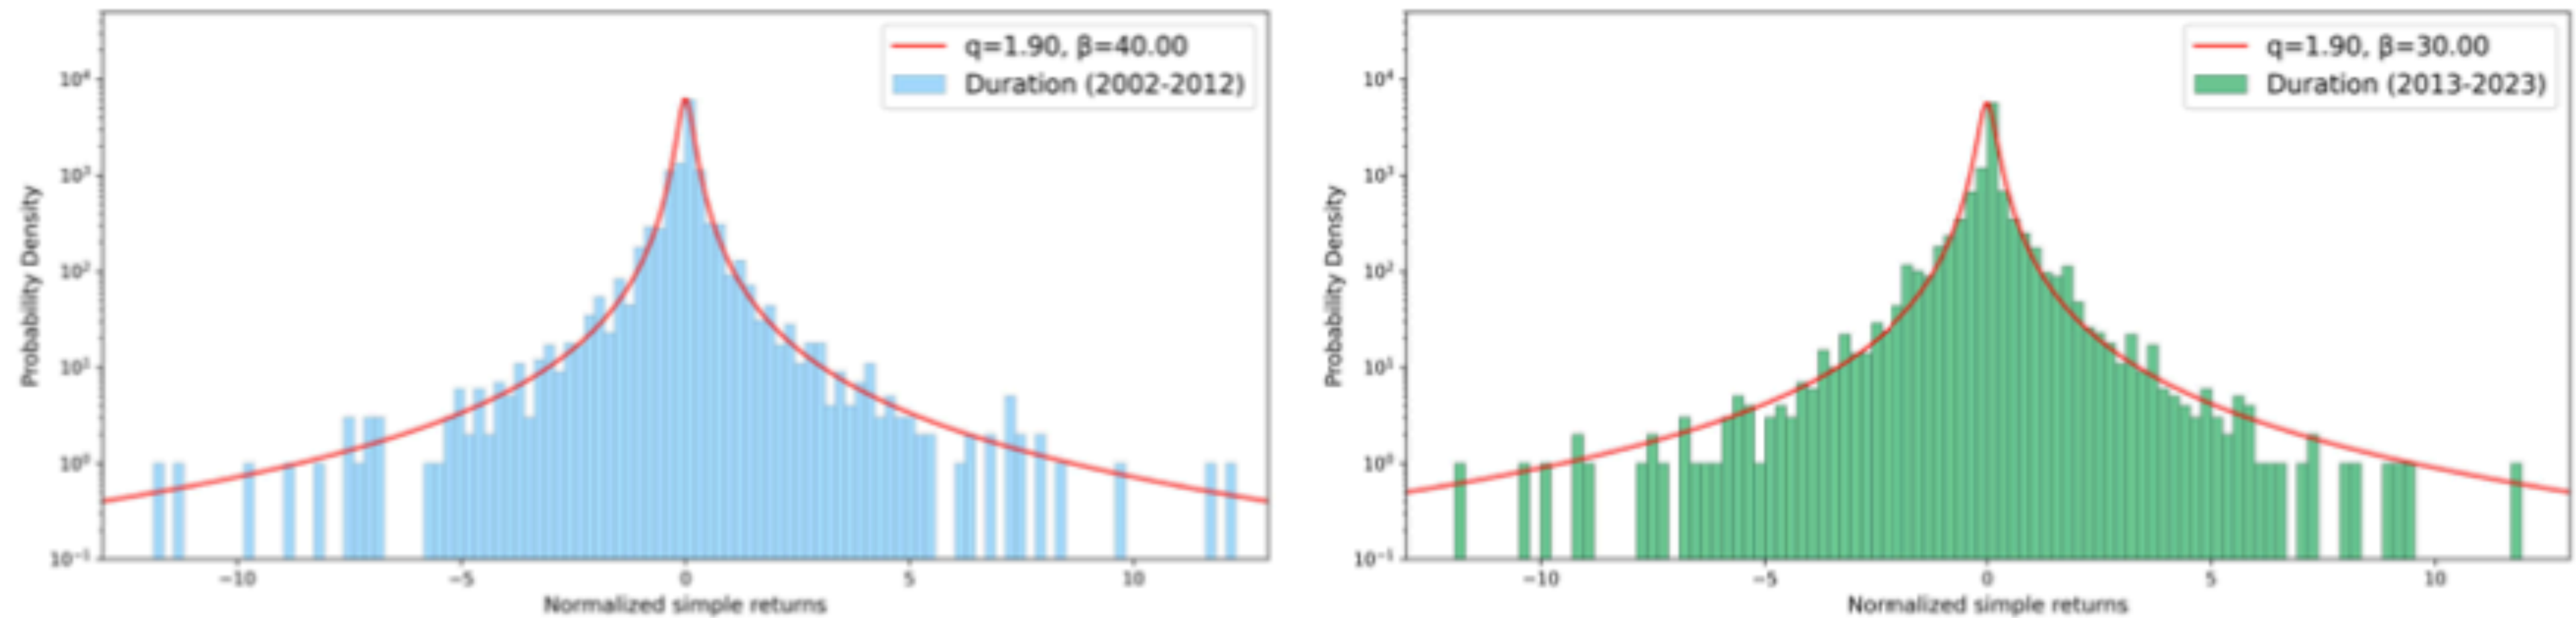 q=1.90, β=40.00
Duration (2002-2012)
10⁴
10³
10²
10¹
10⁰
10⁻¹
Probability Density
−10
−5
0
5
10
Normalized simple returns
q=1.90, β=30.00
Duration (2013-2023)
10⁴
10³
10²
10¹
10⁰
10⁻¹
Probability Density
−10
−5
0
5
10
Normalized simple returns